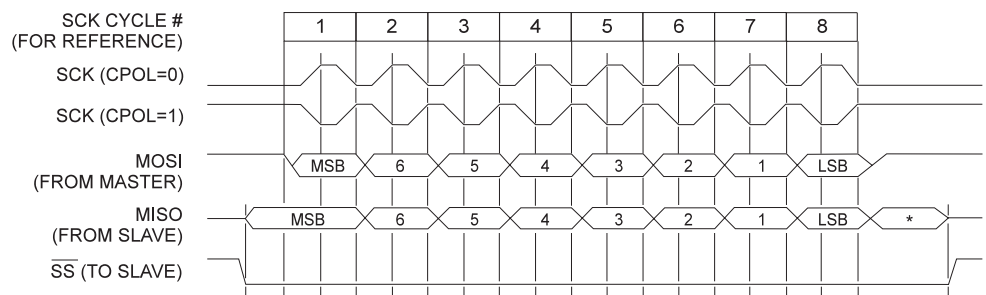 SCK CYCLE #
(FOR REFERENCE)
1 2 3 4 5 6 7 8
SCK (CPOL=0)
SCK (CPOL=1)
MOSI
(FROM MASTER)
MSB 6 5 4 3 2 1 LSB
MISO
(FROM SLAVE)
MSB 6 5 4 3 2 1 LSB *
SS (TO SLAVE)